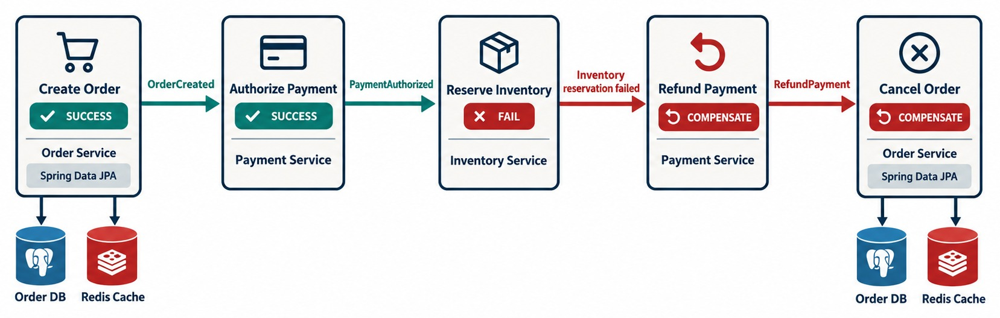 Create Order
SUCCESS
Order Service
Spring Data JPA
Order DB
Redis Cache
OrderCreated
Authorize Payment
SUCCESS
Payment Service
PaymentAuthorized
Reserve Inventory
FAIL
Inventory Service
Inventory
reservation failed
Refund Payment
COMPENSATE
Payment Service
RefundPayment
Cancel Order
COMPENSATE
Order Service
Spring Data JPA
Order DB
Redis Cache